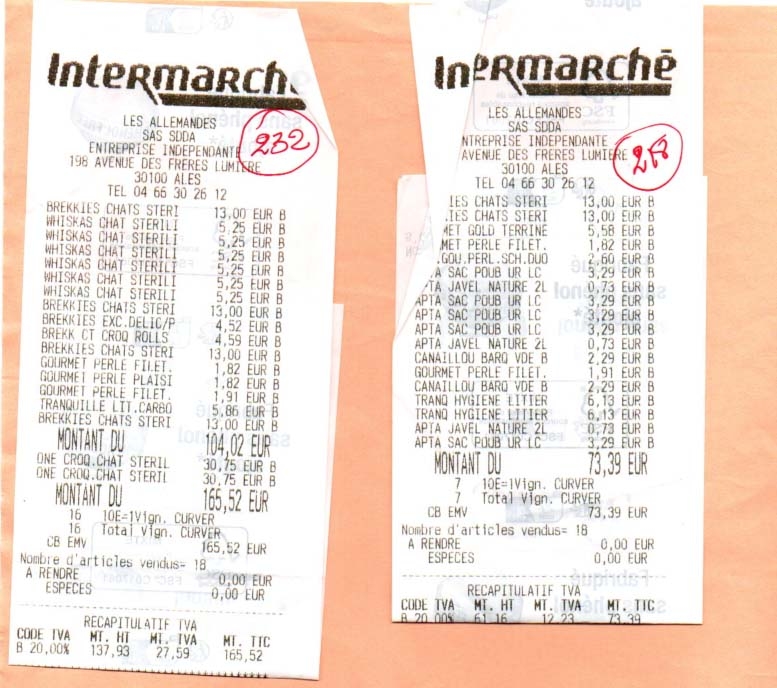 IntERmarch
LES ALLEMANDES
SAS SDDA
ENTREPRISE INDEPENDANTE
232
198 AVENUE DES FRERES LUMIERE
30100 ALES
TEL 04 66 30 26 12
BREKKIES CHATS STERI 13,00 EUR B
WHISKAS CHAT STERILI 5,25 EUR B
WHISKAS CHAT STERILI 5,25 EUR B
WHISKAS CHAT STERILI 5,25 EUR B
WHISKAS CHAT STERILI 5,25 EUR B
WHISKAS CHAT STERILI 5,25 EUR B
WHISKAS CHAT STERILI 5,25 EUR B
BREKKIES CHATS STERI 13,00 EUR B
BREKKIES EXC.DELIC/P 4,52 EUR B
BREKK CT CROQ ROLLS 4,59 EUR B
BREKKIES CHATS STERI 13,00 EUR B
GOURMET PERLE FILET. 1,82 EUR B
GOURMET PERLE PLAISI 1,82 EUR B
GOURMET PERLE FILET. 1,91 EUR B
TRANQUILLE LIT.CARBO 5,86 EUR B
BREKKIES CHATS STERI 13,00 EUR B
MONTANT DU 104,02 EUR
ONE CROQ.CHAT STERIL 30,75 EUR B
ONE CROQ.CHAT STERIL 30,75 EUR B
MONTANT DU 165,52 EUR
16 10E=1Vign. CURVER
16 Total Vign. CURVER
CB EMV 165,52 EUR
Nombre d'articles vendus= 18
A RENDRE 0,00 EUR
ESPECES 0,00 EUR
RECAPITULATIF TVA
CODE TVA MT. HT MT. TVA MT. TTC
B 20,00% 137,93 27,59 165,52
IntERmarchē
LES ALLEMANDES
SAS SDDA
NTREPRISE INDEPENDANTE
AVENUE DES FRERES LUMIERE
30100 ALES
TEL 04 66 30 26 12
IES CHATS STERI 13,00 EUR B
IES CHATS STERI 13,00 EUR B
MET GOLD TERRINE 5,58 EUR B
MET PERLE FILET. 1,82 EUR B
.GOU.PERL.SCH.DUO 2,60 EUR B
A SAC POUB UR LC 3,29 EUR B
TA JAVEL NATURE 2L 0,73 EUR B
APTA SAC POUB UR LC 3,29 EUR B
APTA SAC POUB UR LC 3,29 EUR B
APTA SAC POUB UR LC 3,29 EUR B
APTA JAVEL NATURE 2L 0,73 EUR B
CANAILLOU BARQ VDE B 2,29 EUR B
GOURMET PERLE FILET. 1,91 EUR B
CANAILLOU BARQ VDE B 2,29 EUR B
TRANQ HYGIENE LITIER 6,13 EUR B
TRANQ HYGIENE LITIER 6,13 EUR B
APTA JAVEL NATURE 2L 0,73 EUR B
APTA SAC POUB UR LC 3,29 EUR B
MONTANT DU 73,39 EUR
7 10E=1Vign. CURVER
7 Total Vign. CURVER
CB EMV 73,39 EUR
Nombre d'articles vendus= 18
A RENDRE 0,00 EUR
ESPECES 0,00 EUR
RECAPITULATIF TVA
CODE TVA MT. HT MT. TVA MT. TTC
B 20,00% 61,16 12,23 73,39